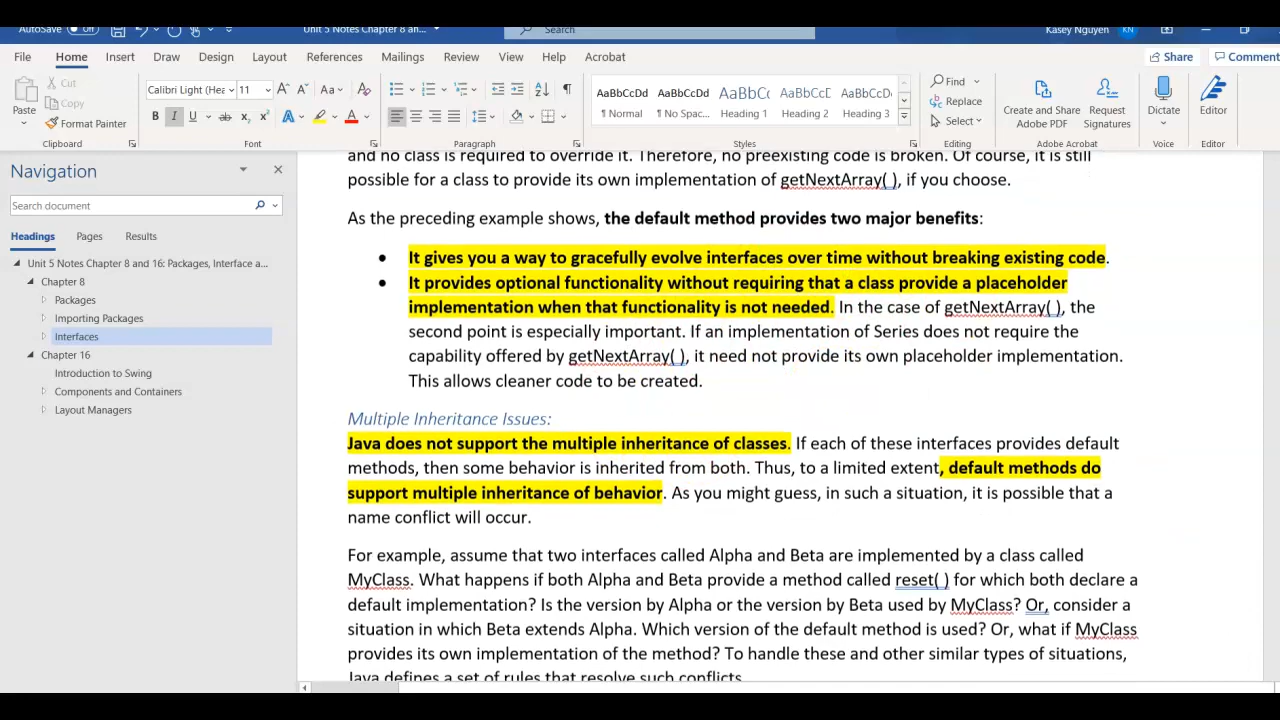 AutoSave Off
Unit 5 Notes Chapter 8 an...
Search
Kasey Nguyen KN
File Home Insert Draw Design Layout References Mailings Review View Help Acrobat Share Comment
Paste
Cut
Copy
Format Painter
Clipboard
Calibri Light (Hea 11
Font
Paragraph
AaBbCcDd
¶ Normal
AaBbCcDd
¶ No Spac...
AaBbCc
Heading 1
AaBbCcD
Heading 2
AaBbCcD
Heading 3
Styles
Find
Replace
Select
Editing
Create and Share
Adobe PDF
Request
Signatures
Adobe Acrobat
Dictate
Voice
Editor
Editor
Navigation
Search document
Headings Pages Results
Unit 5 Notes Chapter 8 and 16: Packages, Interface a...
Chapter 8
Packages
Importing Packages
Interfaces
Chapter 16
Introduction to Swing
Components and Containers
Layout Managers
and no class is required to override it. Therefore, no preexisting code is broken. Of course, it is still
possible for a class to provide its own implementation of getNextArray( ), if you choose.
As the preceding example shows, the default method provides two major benefits:
• It gives you a way to gracefully evolve interfaces over time without breaking existing code.
• It provides optional functionality without requiring that a class provide a placeholder
implementation when that functionality is not needed. In the case of getNextArray( ), the
second point is especially important. If an implementation of Series does not require the
capability offered by getNextArray( ), it need not provide its own placeholder implementation.
This allows cleaner code to be created.
Multiple Inheritance Issues:
Java does not support the multiple inheritance of classes. If each of these interfaces provides default
methods, then some behavior is inherited from both. Thus, to a limited extent, default methods do
support multiple inheritance of behavior. As you might guess, in such a situation, it is possible that a
name conflict will occur.
For example, assume that two interfaces called Alpha and Beta are implemented by a class called
MyClass. What happens if both Alpha and Beta provide a method called reset( ) for which both declare a
default implementation? Is the version by Alpha or the version by Beta used by MyClass? Or, consider a
situation in which Beta extends Alpha. Which version of the default method is used? Or, what if MyClass
provides its own implementation of the method? To handle these and other similar types of situations,
Java defines a set of rules that resolve such conflicts.